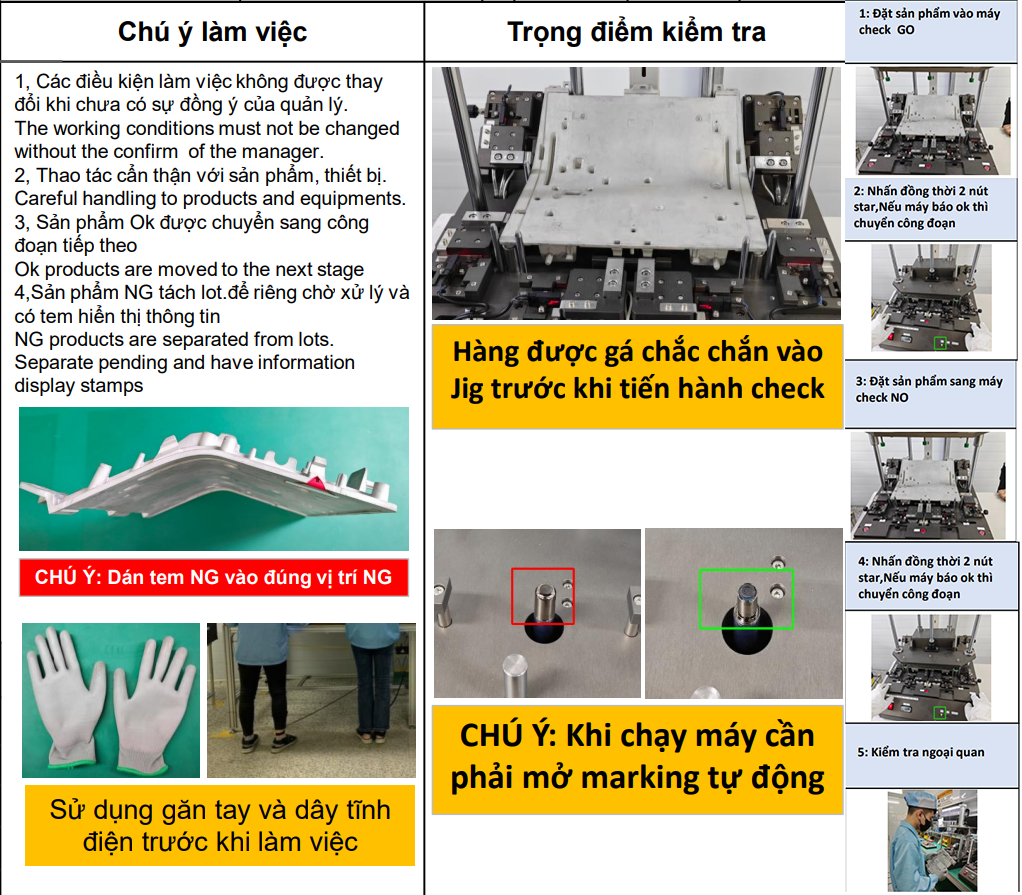 Chú ý làm việc
1, Các điều kiện làm việc không được thay
đổi khi chưa có sự đồng ý của quản lý.
The working conditions must not be changed
without the confirm of the manager.
2, Thao tác cẩn thận với sản phẩm, thiết bị.
Careful handling to products and equipments.
3, Sản phẩm Ok được chuyển sang công
đoạn tiếp theo
Ok products are moved to the next stage
4,Sản phẩm NG tách lot.để riêng chờ xử lý và
có tem hiển thị thông tin
NG products are separated from lots.
Separate pending and have information
display stamps
CHÚ Ý: Dán tem NG vào đúng vị trí NG
Sử dụng găn tay và dây tĩnh
điện trước khi làm việc
Trọng điểm kiểm tra
Hàng được gá chắc chắn vào
Jig trước khi tiến hành check
CHÚ Ý: Khi chạy máy cần
phải mở marking tự động
1: Đặt sản phẩm vào máy
check GO
2: Nhấn đồng thời 2 nút
star,Nếu máy báo ok thì
chuyển công đoạn
3: Đặt sản phẩm sang máy
check NO
4: Nhấn đồng thời 2 nút
star,Nếu máy báo ok thì
chuyển công đoạn
5: Kiểm tra ngoại quan